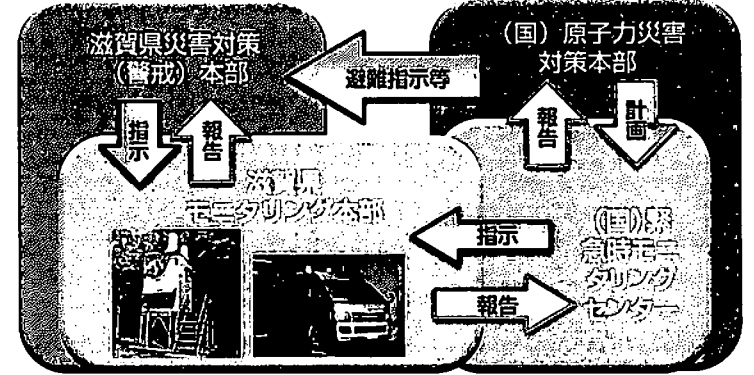 滋賀県災害対策
(警戒)本部
(国)原子力災害
対策本部
避難指示等
指示
報告
報告
計画
滋賀県
モニタリング本部
指示
報告
(国)緊
急時モニ
タリング
センター